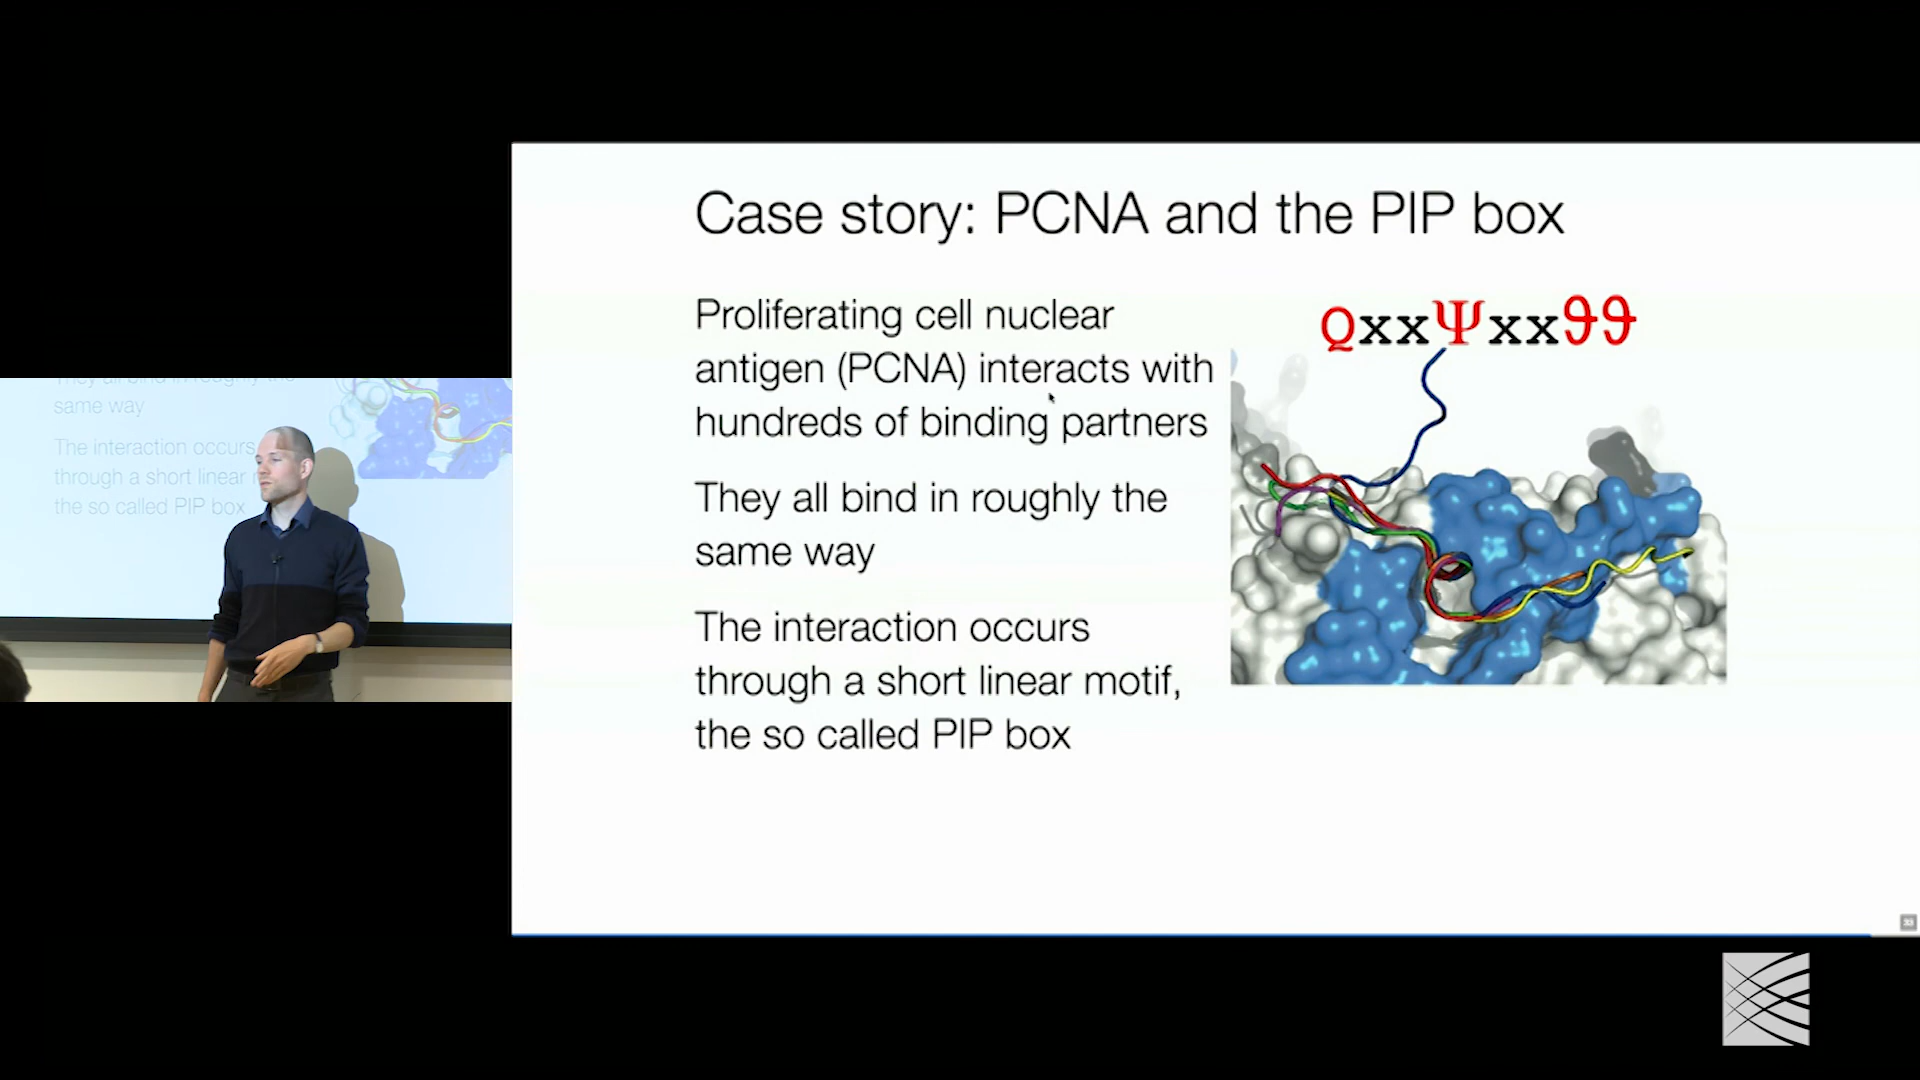 Case story: PCNA and the PIP box
Proliferating cell nuclear
antigen (PCNA) interacts with
hundreds of binding partners
They all bind in roughly the
same way
The interaction occurs
through a short linear motif,
the so called PIP box
QxxΨxxϑϑ
They all bind in roughly the
same way
The interaction occurs
through a short linear
the so called PIP box
33